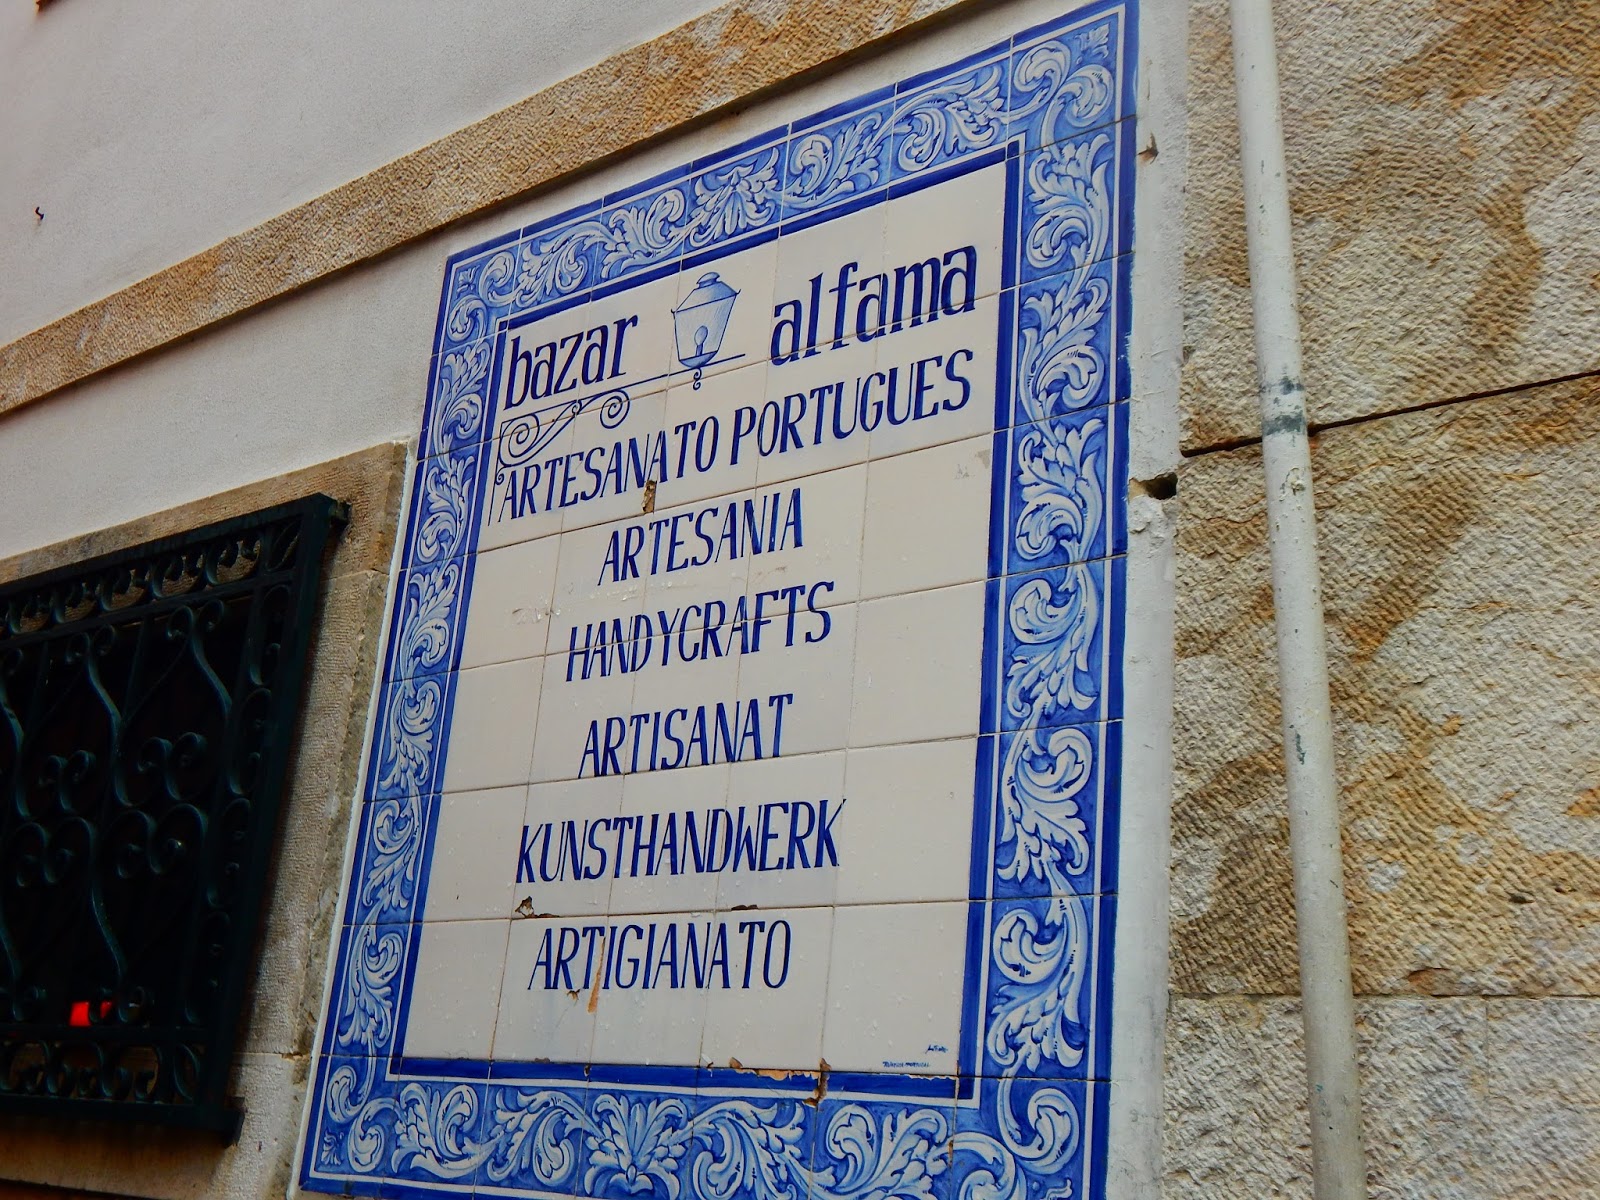 bazar alfama
ARTESANATO PORTUGUES
ARTESANIA
HANDYCRAFTS
ARTISANAT
KUNSTHANDWERK
ARTIGIANATO